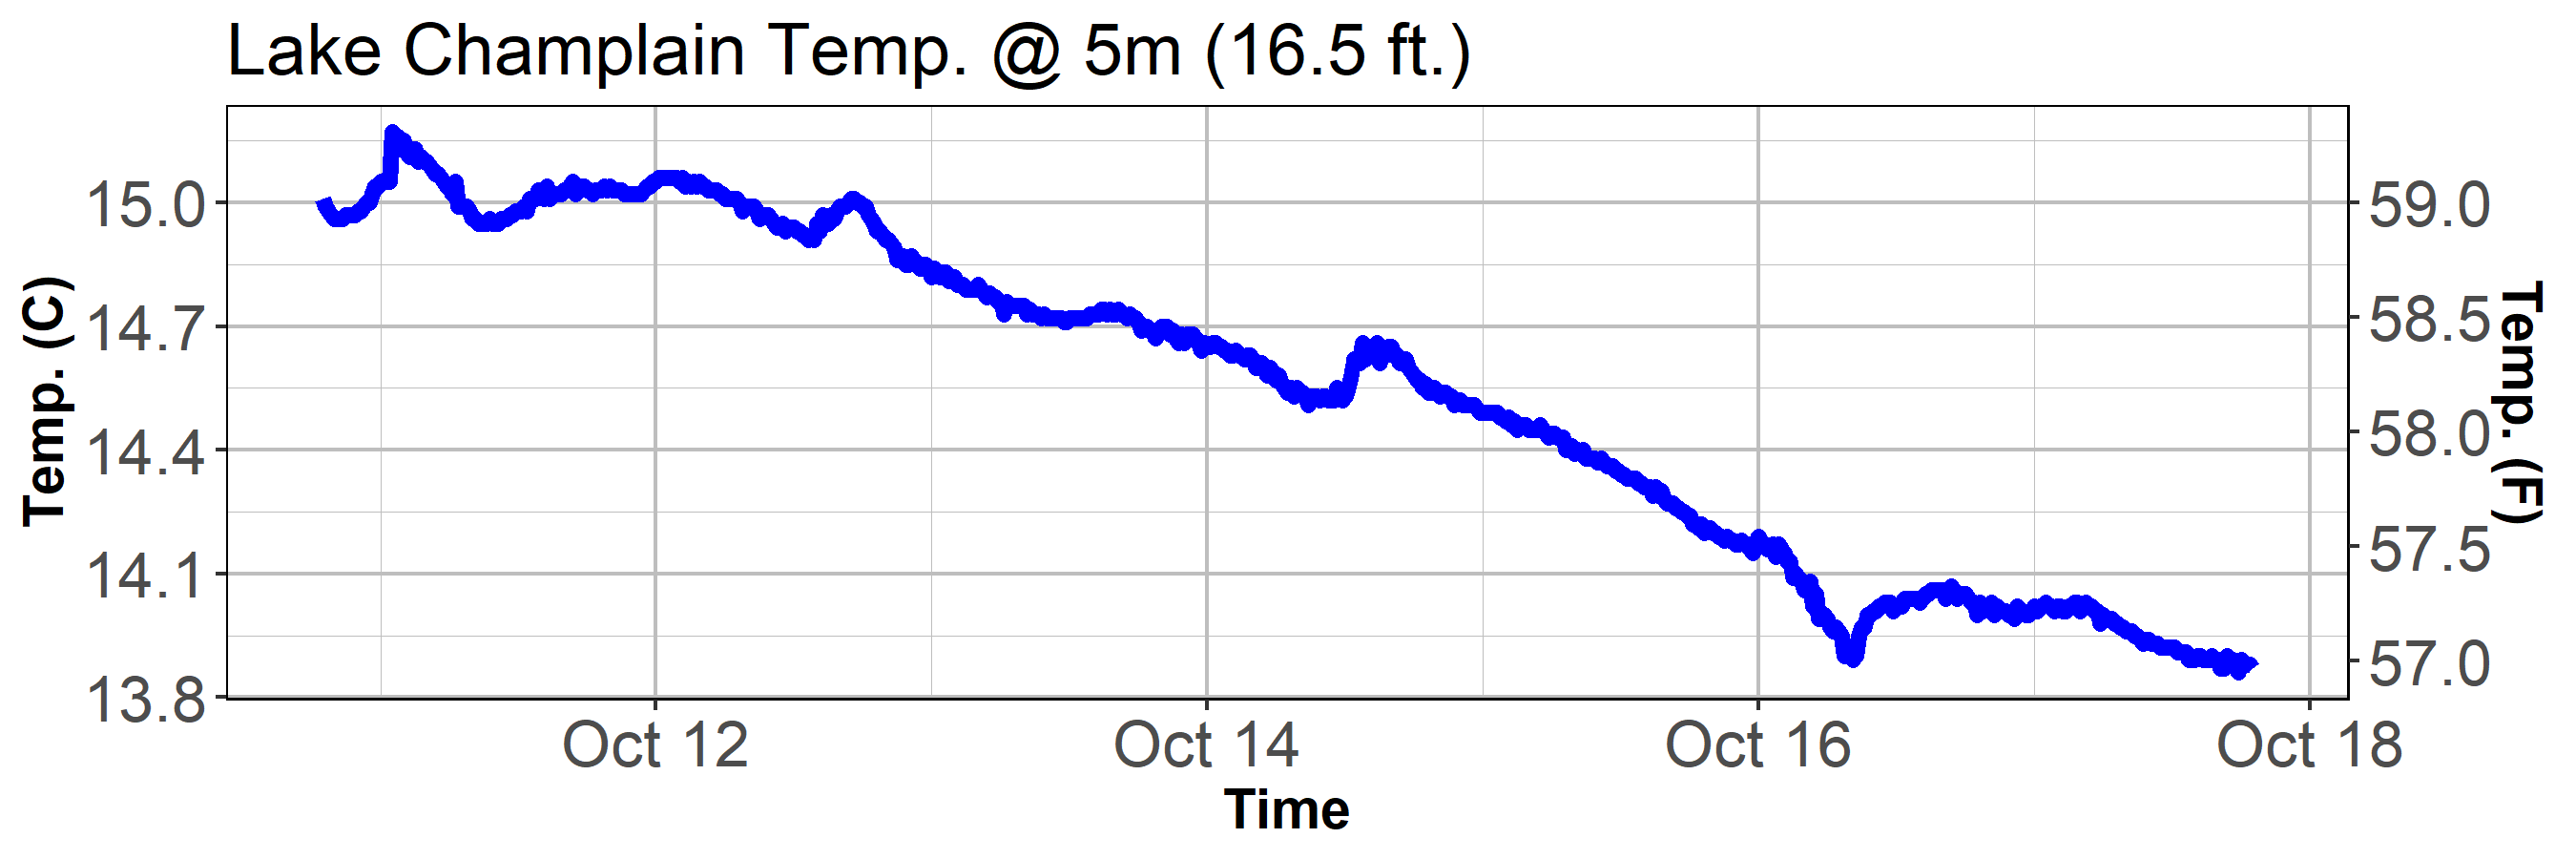 Lake Champlain Temp. @ 5m (16.5 ft.)
Temp. (C)
15.0
14.7
14.4
14.1
13.8
59.0
58.5
58.0
57.5
57.0
Temp. (F)
Oct 12 Oct 14 Oct 16 Oct 18
Time